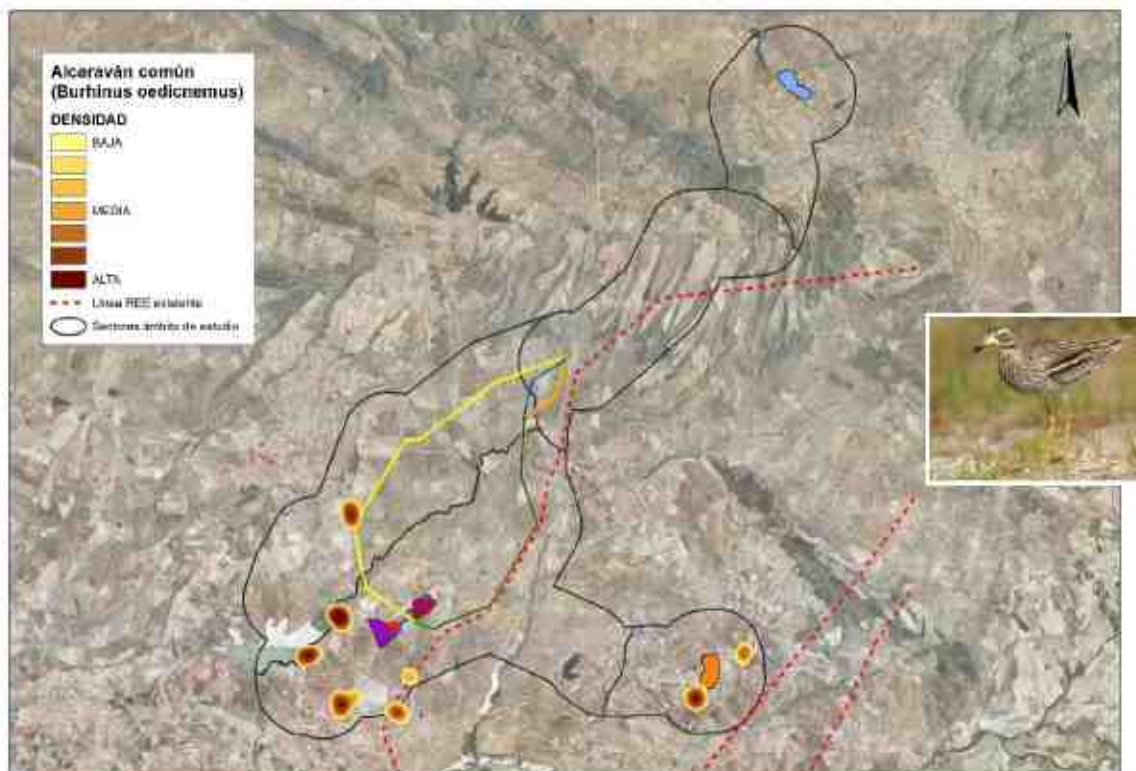 Alcaraván común
(Burhinus oedicnemus)
DENSIDAD
BAJA
MEDIA
ALTA
Línea REE existente
Sectores ámbito de estudio